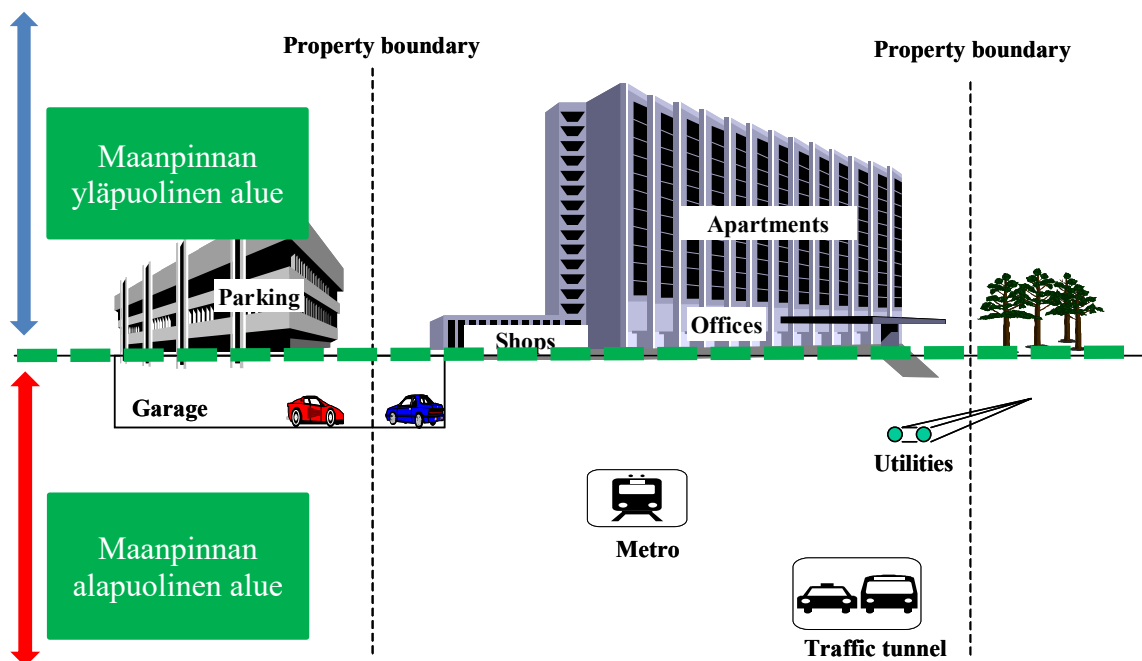 Property boundary
Property boundary
Maanpinnan
yläpuolinen alue
Apartments
Parking
Offices
Shops
Garage
Utilities
Maanpinnan
alapuolinen alue
Metro
Traffic tunnel